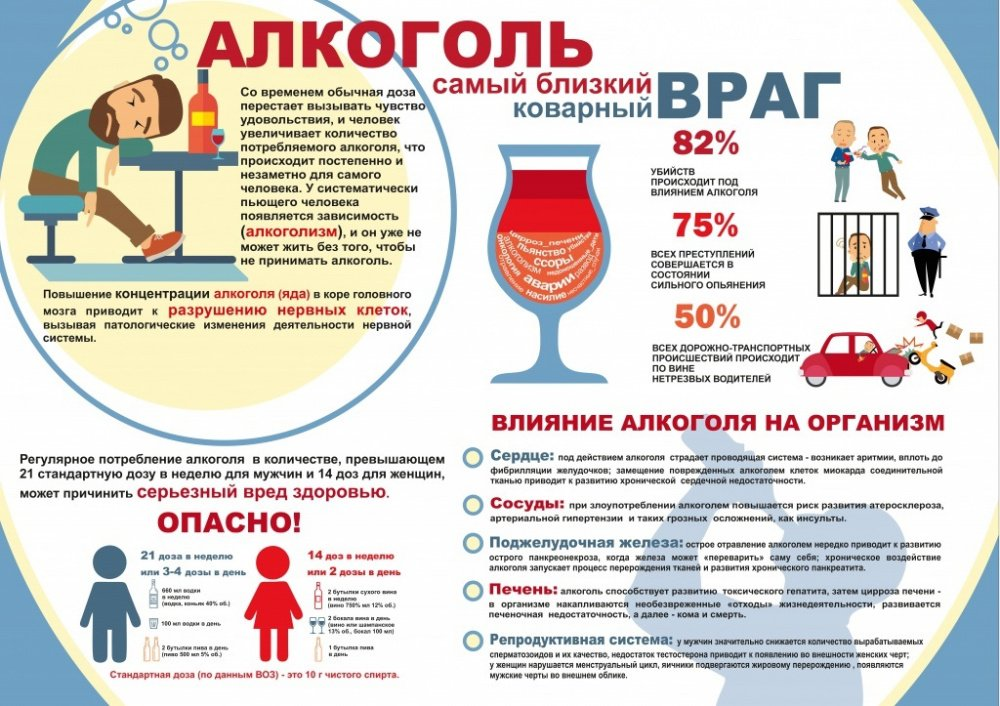 АЛКОГОЛЬ
самый близкий
коварный
ВРАГ
Со временем обычная доза
перестает вызывать чувство
удовольствия, и человек
увеличивает количество
потребляемого алкоголя, что
происходит постепенно и
незаметно для самого
человека. У систематически
пьющего человека
появляется зависимость
(алкоголизм), и он уже не
может жить без того, чтобы
не принимать алкоголь.
Повышение концентрации алкоголя (яда) в коре головного
мозга приводит к разрушению нервных клеток,
вызывая патологические изменения деятельности нервной
системы.
цирроз печени
пьянство
ссоры
алкоголизм
аварии
насилие
82%
УБИЙСТВ
ПРОИСХОДИТ ПОД
ВЛИЯНИЕМ АЛКОГОЛЯ
75%
ВСЕХ ПРЕСТУПЛЕНИЙ
СОВЕРШАЕТСЯ В
СОСТОЯНИИ
СИЛЬНОГО ОПЬЯНЕНИЯ
50%
ВСЕХ ДОРОЖНО-ТРАНСПОРТНЫХ
ПРОИСШЕСТВИЙ ПРОИСХОДИТ
ПО ВИНЕ
НЕТРЕЗВЫХ ВОДИТЕЛЕЙ
Регулярное потребление алкоголя в количестве, превышающем
21 стандартную дозу в неделю для мужчин и 14 доз для женщин,
может причинить серьезный вред здоровью.
ОПАСНО!
21 доза в неделю
или 3-4 дозы в день
660 мл водки
в неделю
(водка, коньяк 40% об.)
100 мл водки в день
2 бутылки пива в день
(пиво 500 мл 5% об.)
14 доз в неделю
или 2 дозы в день
2 бутылки сухого вина
в неделю
(вино 750% мл 12% об.)
2 бокала вина в день
(вино или шампанское
13% об., бокал 100 мл)
1 бутылка пива
в день
Стандартная доза (по данным ВОЗ) - это 10 г чистого спирта.
ВЛИЯНИЕ АЛКОГОЛЯ НА ОРГАНИЗМ
Сердце: под действием алкоголя страдает проводящая система - возникает аритмии, вплоть до
фибрилляции желудочков; замещение поврежденных алкоголем клеток миокарда соединительной
тканью приводит к развитию хронической сердечной недостаточности.
Сосуды: при злоупотреблении алкоголем повышается риск развития атеросклероза,
артериальной гипертензии и таких грозных осложнений, как инсульты.
Поджелудочная железа: острое отравление алкоголем нередко приводит к развитию
острого панкреонекроза, когда железа может «переварить» саму себя; хроническое воздействие
алкоголя запускает процесс перерождения тканей и развития хронического панкреатита.
Печень: алкоголь способствует развитию токсического гепатита, затем цирроза печени -
в организме накапливаются необезвреженные «отходы» жизнедеятельности, развивается
печеночная недостаточность, а далее - кома и смерть.
Репродуктивная система: у мужчин значительно снижается количество вырабатываемых
сперматозоидов и их качество, недостаток тестостерона приводит к появлению во внешности женских черт;
у женщин нарушается менструальный цикл, яичники подвергаются жировому перерождению , появляются
мужские черты во внешнем облике.